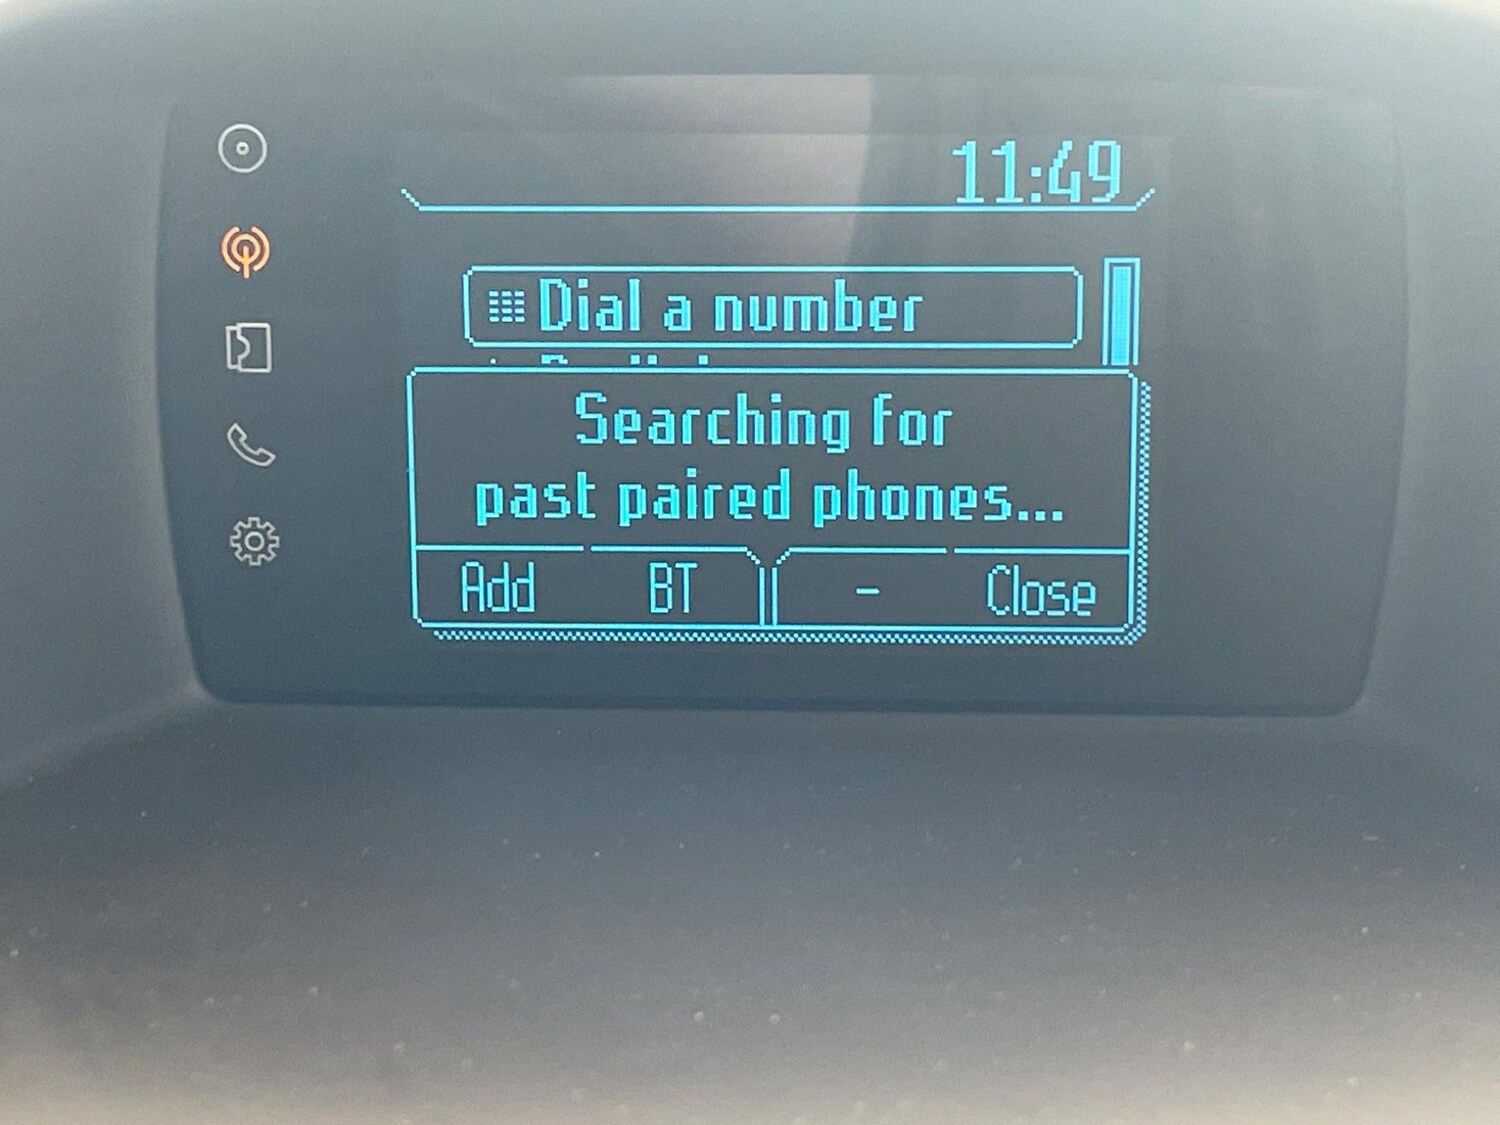 11:49
Dial a number
Searching for
past paired phones...
Add BT - Close